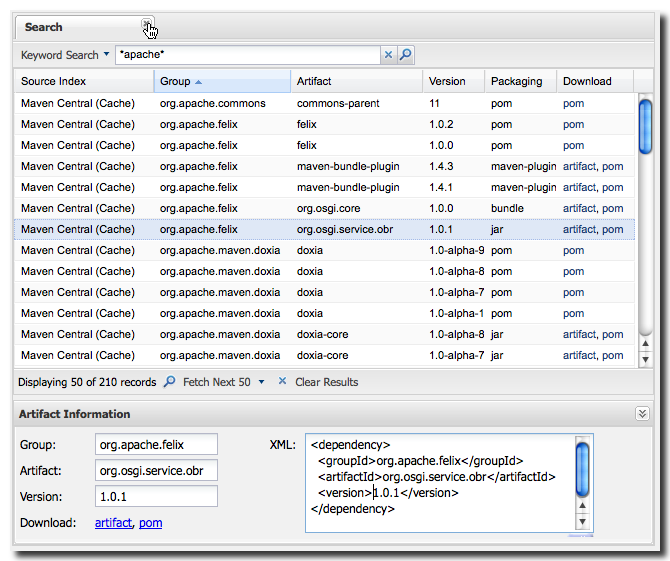 Search
Keyword Search *apache*
Source Index Group Artifact Version Packaging Download
Maven Central (Cache) org.apache.commons commons-parent 11 pom pom
Maven Central (Cache) org.apache.felix felix 1.0.2 pom pom
Maven Central (Cache) org.apache.felix felix 1.0.0 pom pom
Maven Central (Cache) org.apache.felix maven-bundle-plugin 1.4.3 maven-plugin artifact, pom
Maven Central (Cache) org.apache.felix maven-bundle-plugin 1.4.1 maven-plugin artifact, pom
Maven Central (Cache) org.apache.felix org.osgi.core 1.0.0 bundle artifact, pom
Maven Central (Cache) org.apache.felix org.osgi.service.obr 1.0.1 jar artifact, pom
Maven Central (Cache) org.apache.maven.doxia doxia 1.0-alpha-9 pom pom
Maven Central (Cache) org.apache.maven.doxia doxia 1.0-alpha-8 pom pom
Maven Central (Cache) org.apache.maven.doxia doxia 1.0-alpha-7 pom pom
Maven Central (Cache) org.apache.maven.doxia doxia 1.0-alpha-1 pom pom
Maven Central (Cache) org.apache.maven.doxia doxia-core 1.0-alpha-8 jar artifact, pom
Maven Central (Cache) org.apache.maven.doxia doxia-core 1.0-alpha-7 jar artifact, pom
Displaying 50 of 210 records Fetch Next 50 Clear Results
Artifact Information
Group: org.apache.felix
Artifact: org.osgi.service.obr
Version: 1.0.1
Download: artifact, pom
XML: <dependency>
<groupId>org.apache.felix</groupId>
<artifactId>org.osgi.service.obr</artifactId>
<version>1.0.1</version>
</dependency>